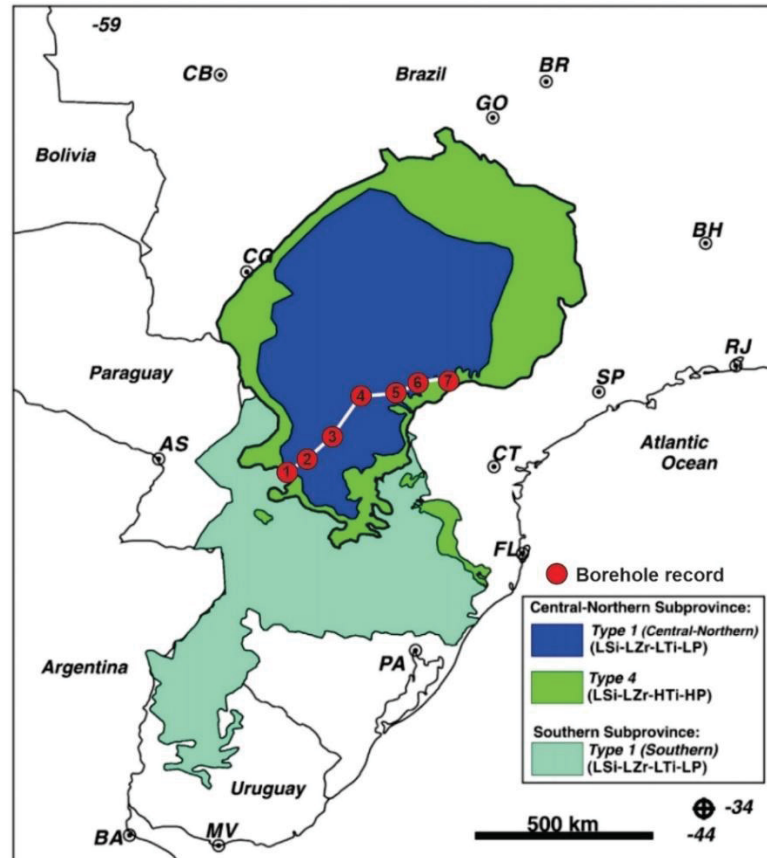 -59
CB
Brazil
BR
GO
Bolivia
BH
CG
Paraguay
RJ
SP
4 5 6 7
3
AS
2
1
CT
Atlantic
Ocean
FL
Borehole record
Central-Northern Subprovince:
Type 1 (Central-Northern)
(LSi-LZr-LTi-LP)
Type 4
(LSi-LZr-HTi-HP)
Southern Subprovince:
Type 1 (Southern)
(LSi-LZr-LTi-LP)
Argentina
PA
Uruguay
BA
MV
500 km
-34
-44